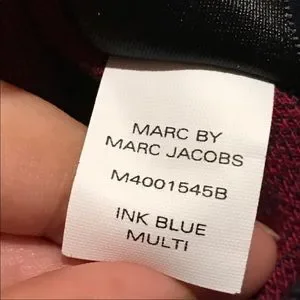 MARC BY
MARC JACOBS
M4001545B
INK BLUE
MULTI